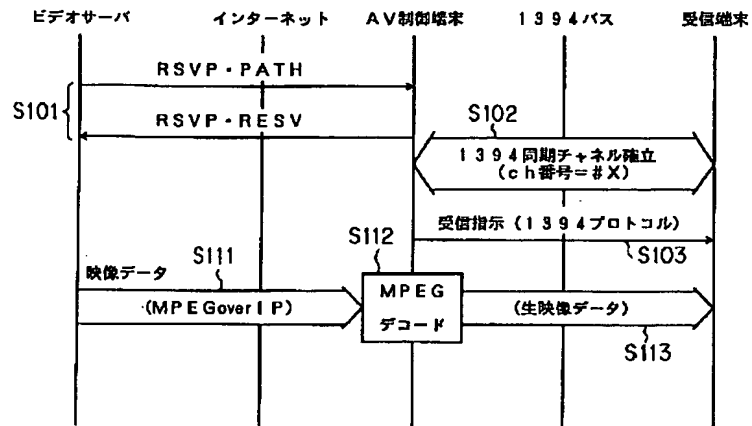 ビデオサーバ インターネット AV制御端末 1394バス 受信端末
RSVP・PATH
S101
RSVP・RESV
S102
1394同期チャネル確立
(ch番号=#X)
受信指示(1394プロトコル)
S103
S111
S112
映像データ
(MPEGoverIP)
MPEG
デコード
(生映像データ)
S113